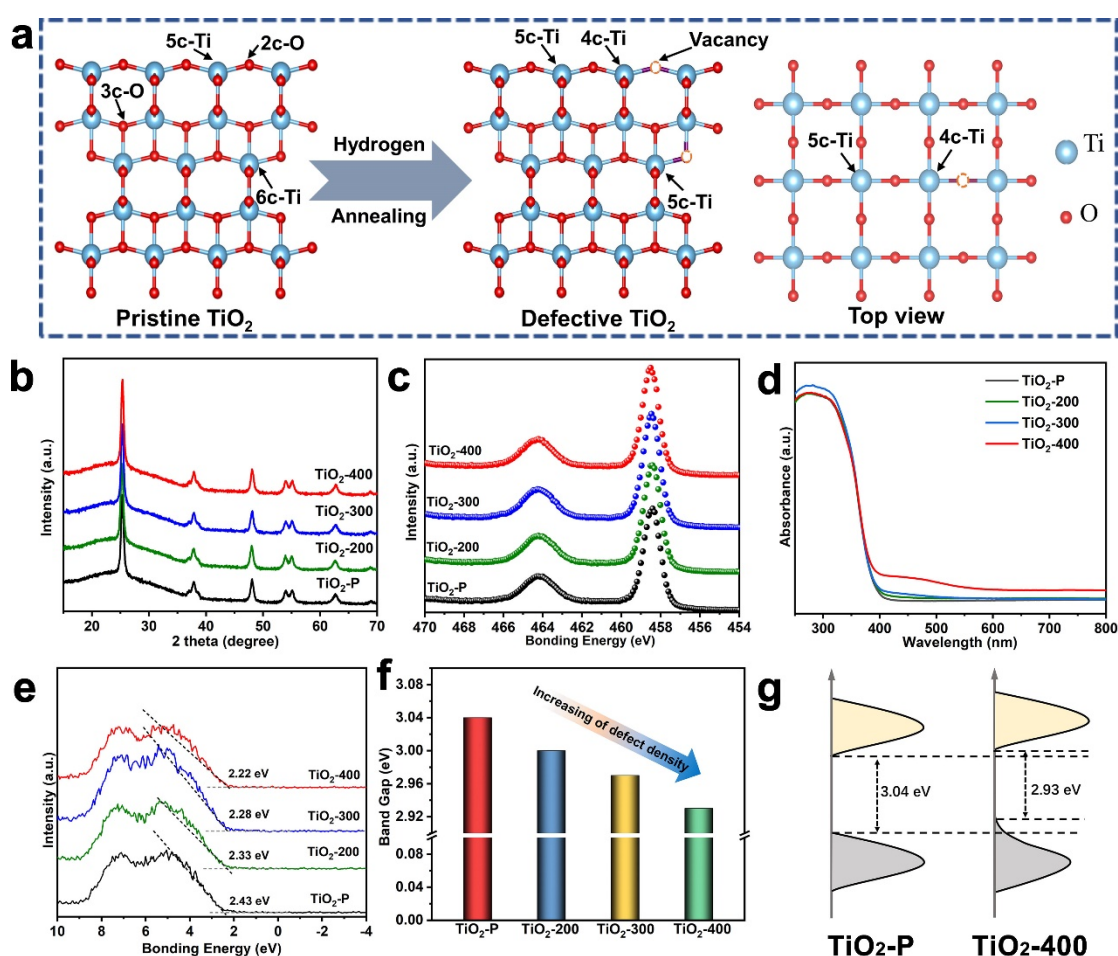 a
5c-Ti 2c-O
3c-O
6c-Ti
Pristine TiO₂
Hydrogen
Annealing
5c-Ti 4c-Ti Vacancy
5c-Ti
Defective TiO₂
5c-Ti 4c-Ti
Top view
Ti
O
b
Intensity (a.u.)
TiO₂-400
TiO₂-300
TiO₂-200
TiO₂-P
20 30 40 50 60 70
2 theta (degree)
c
Intensity (a.u.)
TiO₂-400
TiO₂-300
TiO₂-200
TiO₂-P
470 468 466 464 462 460 458 456 454
Bonding Energy (eV)
d
Absorbance (a.u.)
TiO₂-P
TiO₂-200
TiO₂-300
TiO₂-400
300 400 500 600 700 800
Wavelength (nm)
e
Intensity (a.u.)
2.22 eV TiO₂-400
2.28 eV TiO₂-300
2.33 eV TiO₂-200
2.43 eV TiO₂-P
10 8 6 4 2 0 -2 -4
Bonding Energy (eV)
f
Band Gap (eV)
3.08
3.04
3.00
2.96
2.92
0.08
0.04
0.00
Increasing of defect density
TiO₂-P TiO₂-200 TiO₂-300 TiO₂-400
g
3.04 eV
2.93 eV
TiO₂-P TiO₂-400